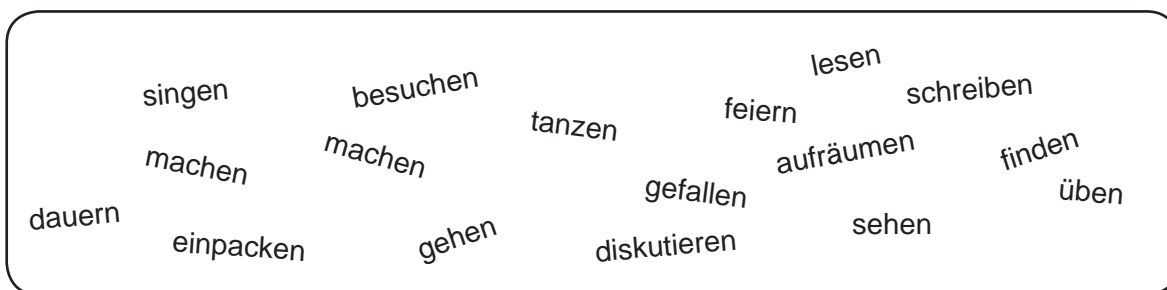 lesen
singen
besuchen
schreiben
feiern
tanzen
machen
machen
aufräumen
finden
gefallen
üben
dauern
einpacken
gehen
diskutieren
sehen